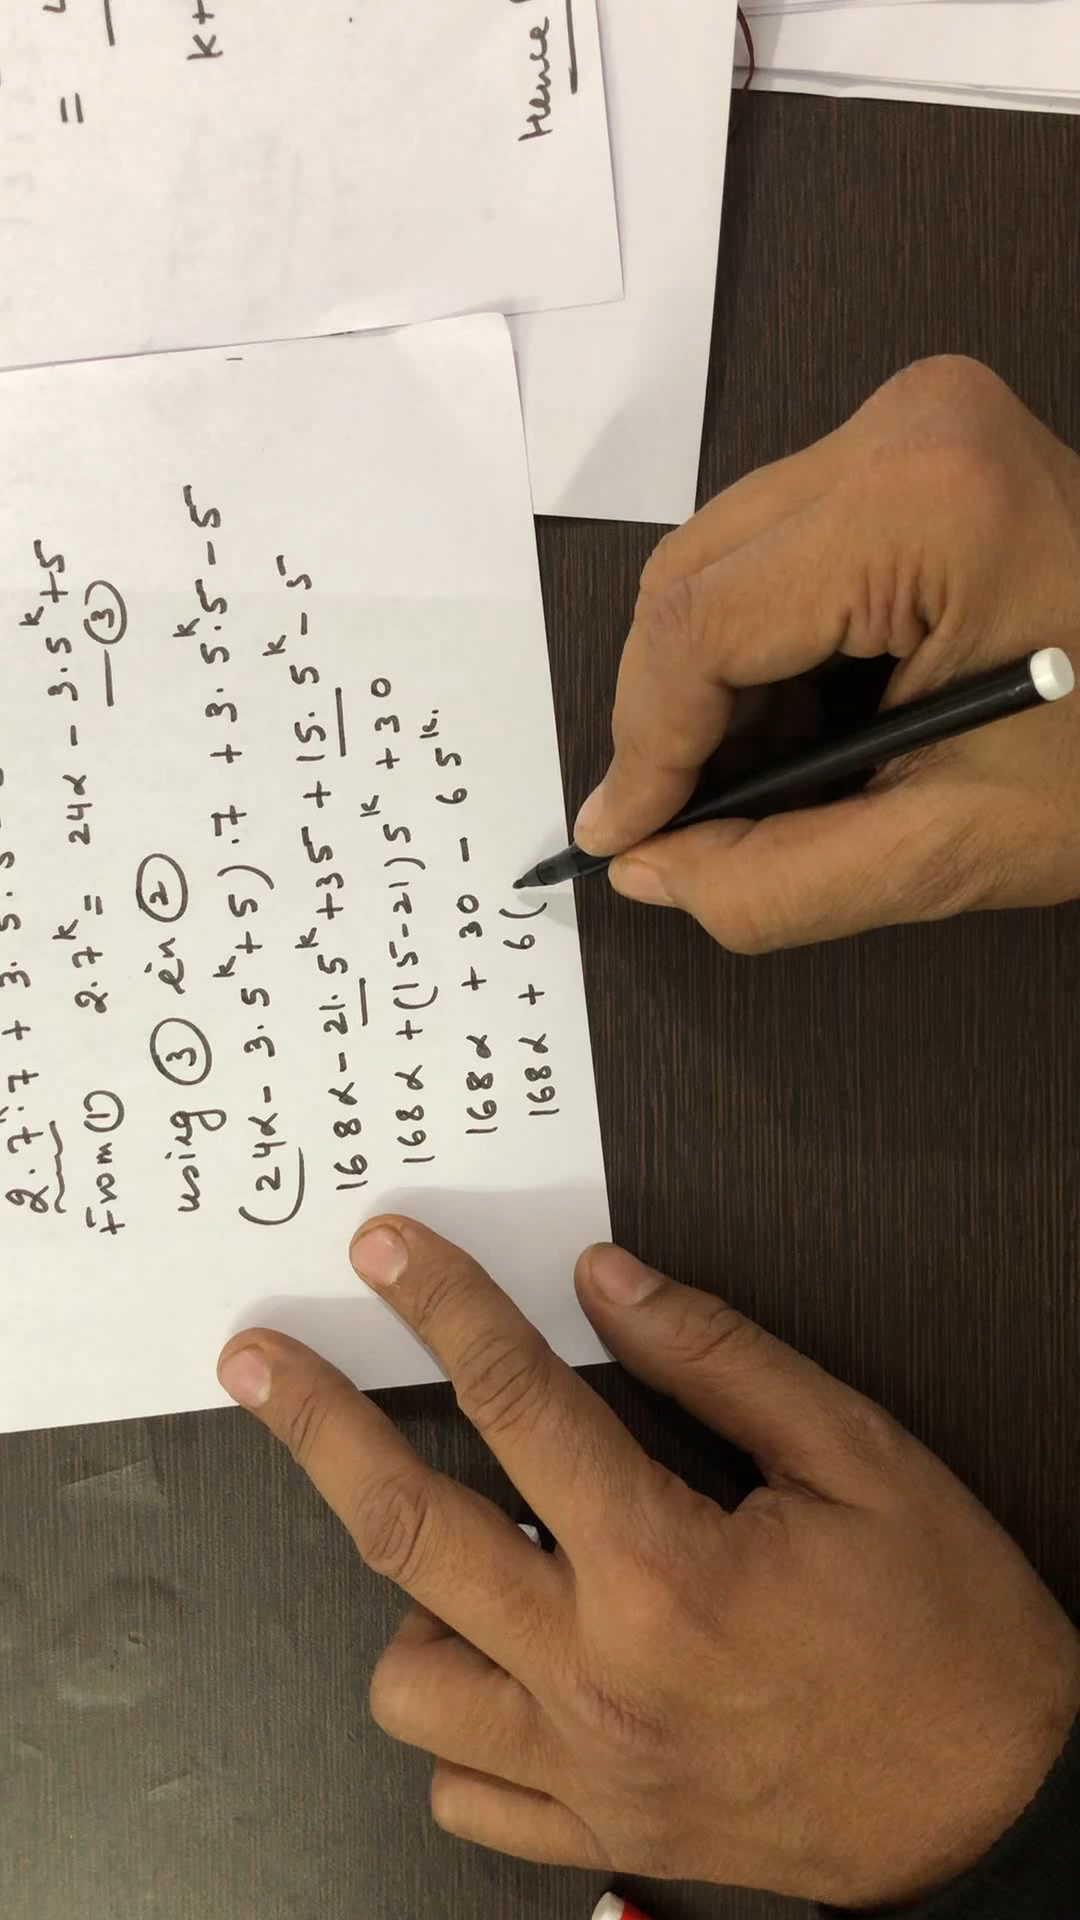 =
k+
Hence
2.7^k.7 + 3.5^k.5
From (1) 2.7^k = 24α - 3.5^k+5
— (3)
using (3) in (2)
(24α - 3.5^k + 5).7 + 3.5^k.5 - 5
168α - 21.5^k + 35 + 15.5^k - 5
168α + (15-21)5^k + 30
168α + 30 - 65^k.
168α + 6(